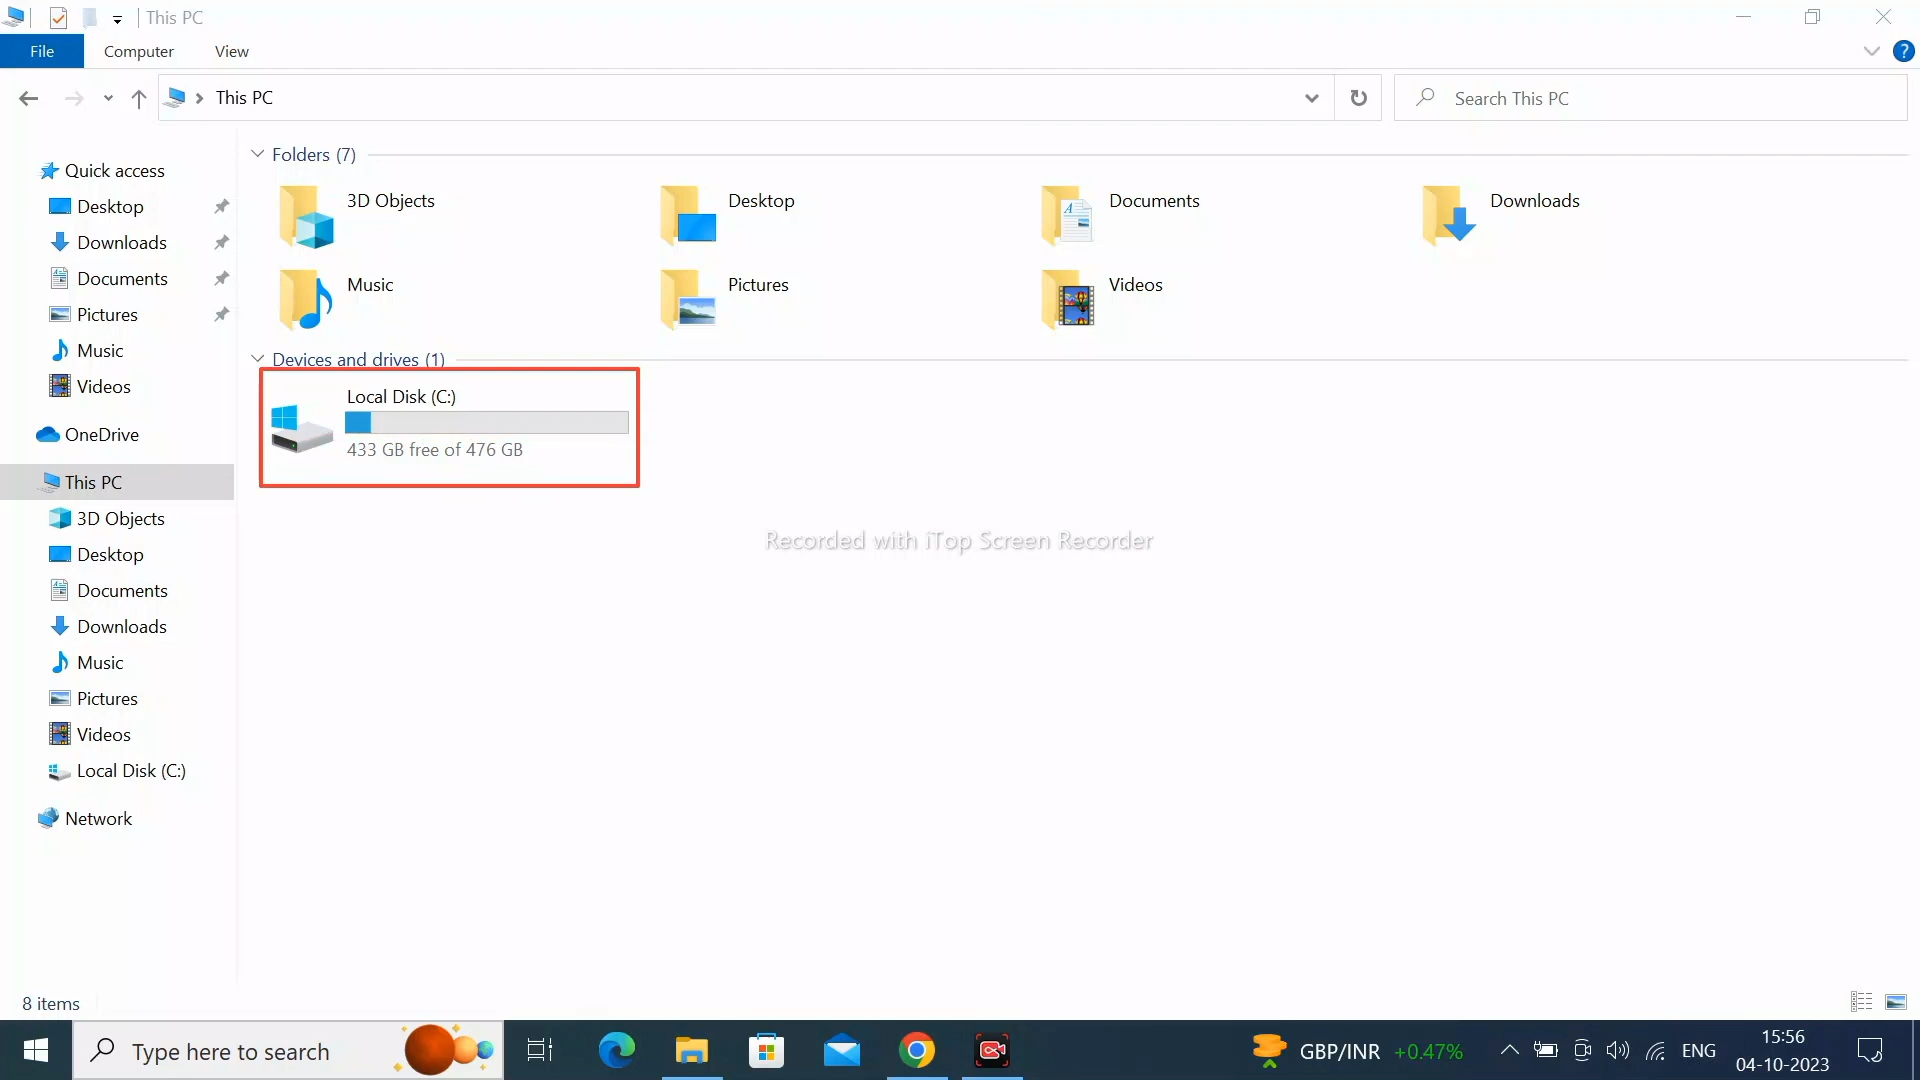 This PC
File Computer View
This PC
Search This PC
Quick access
Desktop
Downloads
Documents
Pictures
Music
Videos
OneDrive
This PC
3D Objects
Desktop
Documents
Downloads
Music
Pictures
Videos
Local Disk (C:)
Network
Folders (7)
3D Objects
Desktop
Documents
Downloads
Music
Pictures
Videos
Devices and drives (1)
Local Disk (C:)
433 GB free of 476 GB
Recorded with iTop Screen Recorder
8 items
Type here to search
GBP/INR +0.47%
ENG
15:56
04-10-2023